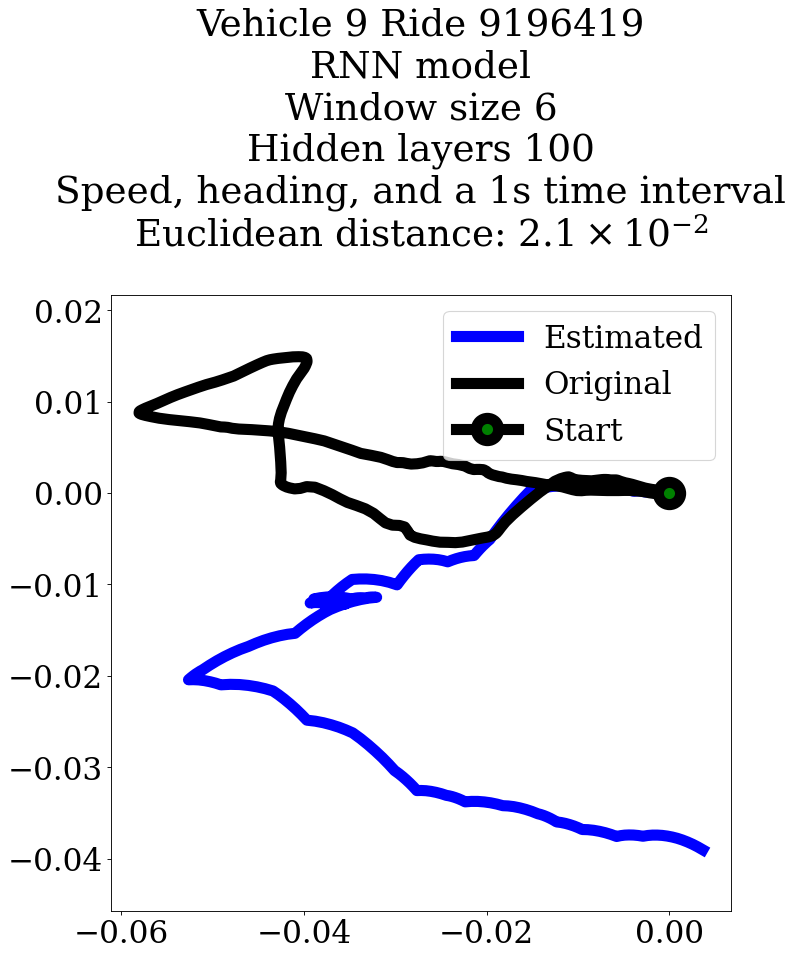 Vehicle 9 Ride 9196419
RNN model
Window size 6
Hidden layers 100
Speed, heading, and a 1s time interval
Euclidean distance: 2.1 × 10⁻²
Estimated
Original
Start
0.02
0.01
0.00
−0.01
−0.02
−0.03
−0.04
−0.06
−0.04
−0.02
0.00